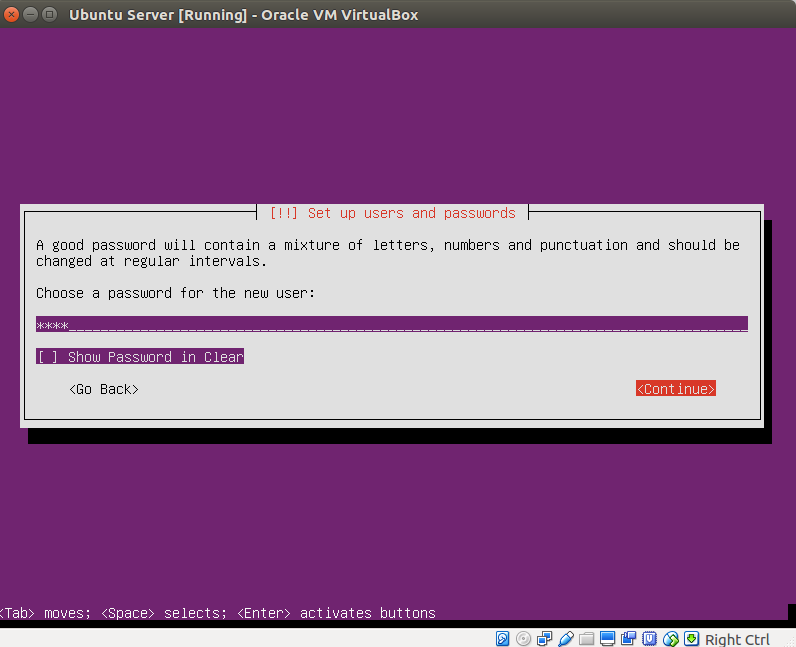 Ubuntu Server [Running] - Oracle VM VirtualBox
[!!] Set up users and passwords
A good password will contain a mixture of letters, numbers and punctuation and should be
changed at regular intervals.
Choose a password for the new user:
****________________________________________________________________________________
[ ] Show Password in Clear
<Go Back> <Continue>
<Tab> moves; <Space> selects; <Enter> activates buttons
Right Ctrl